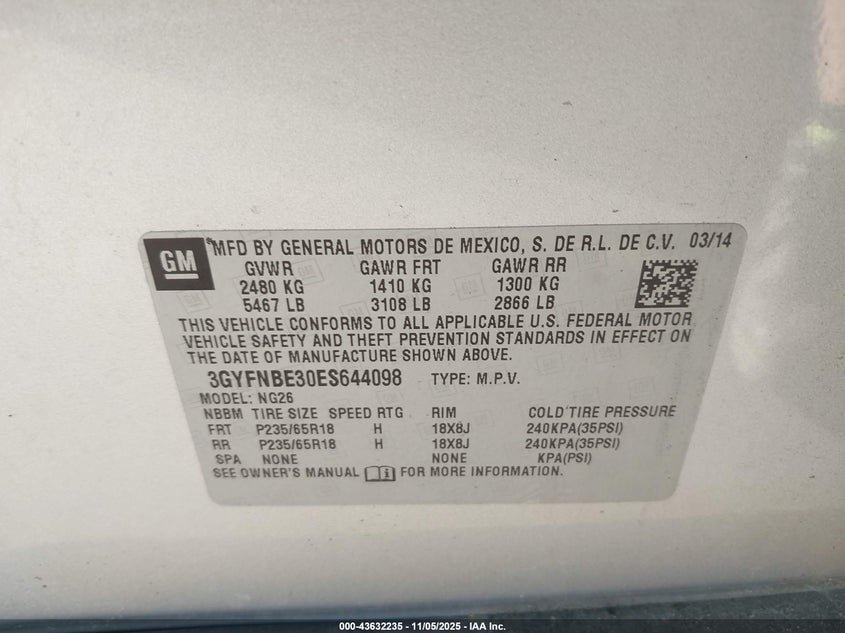 GM
MFD BY GENERAL MOTORS DE MEXICO, S. DE R.L. DE C.V. 03/14
GVWR GAWR FRT GAWR RR
2480 KG 1410 KG 1300 KG
5467 LB 3108 LB 2866 LB
THIS VEHICLE CONFORMS TO ALL APPLICABLE U.S. FEDERAL MOTOR
VEHICLE SAFETY AND THEFT PREVENTION STANDARDS IN EFFECT ON
THE DATE OF MANUFACTURE SHOWN ABOVE.
3GYFNBE30ES644098 TYPE: M.P.V.
MODEL: NG26
NBBM TIRE SIZE SPEED RTG RIM COLD TIRE PRESSURE
FRT P235/65R18 H 18X8J 240KPA(35PSI)
RR P235/65R18 H 18X8J 240KPA(35PSI)
SPA NONE NONE KPA(PSI)
SEE OWNER'S MANUAL FOR MORE INFORMATION.
000-43632235 - 11/05/2025 - IAA Inc.